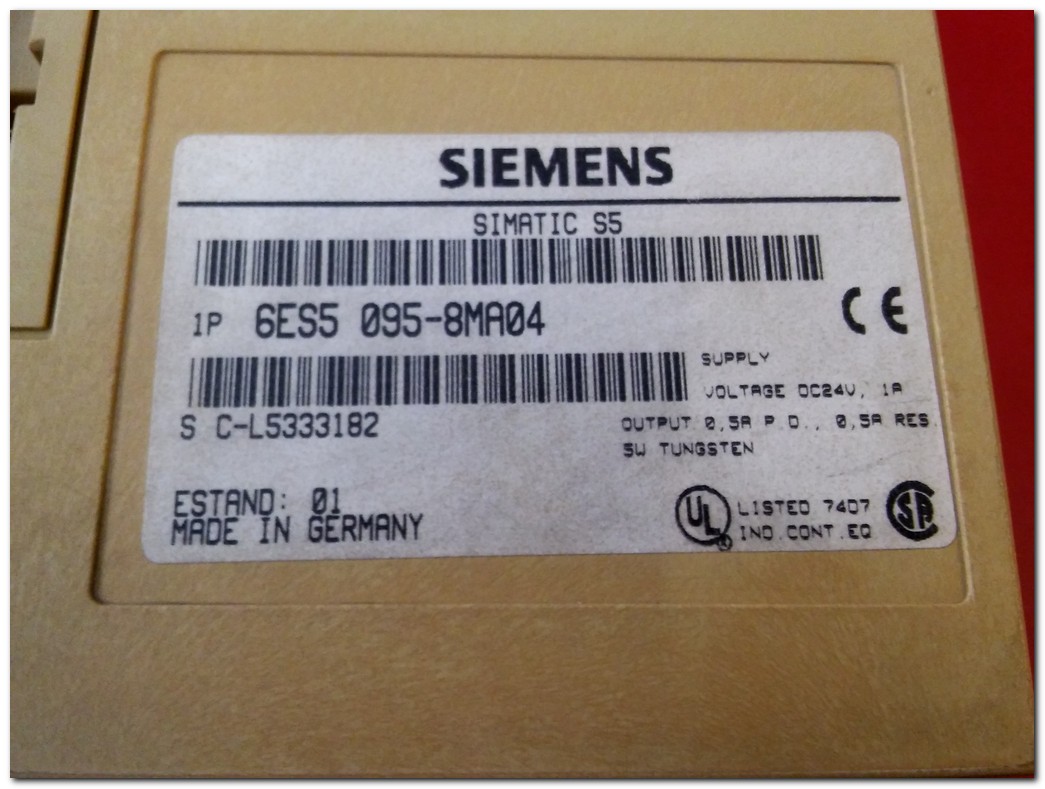 SIEMENS
SIMATIC S5
1P 6ES5 095-8MA04
CE
SUPPLY
VOLTAGE DC24V, 1A
S C-L5333182
OUTPUT 0,5A P.D., 0,5A RES.
5W TUNGSTEN
ESTAND: 01
MADE IN GERMANY
UL
LISTED 74D7
IND.CONT.EQ
SA